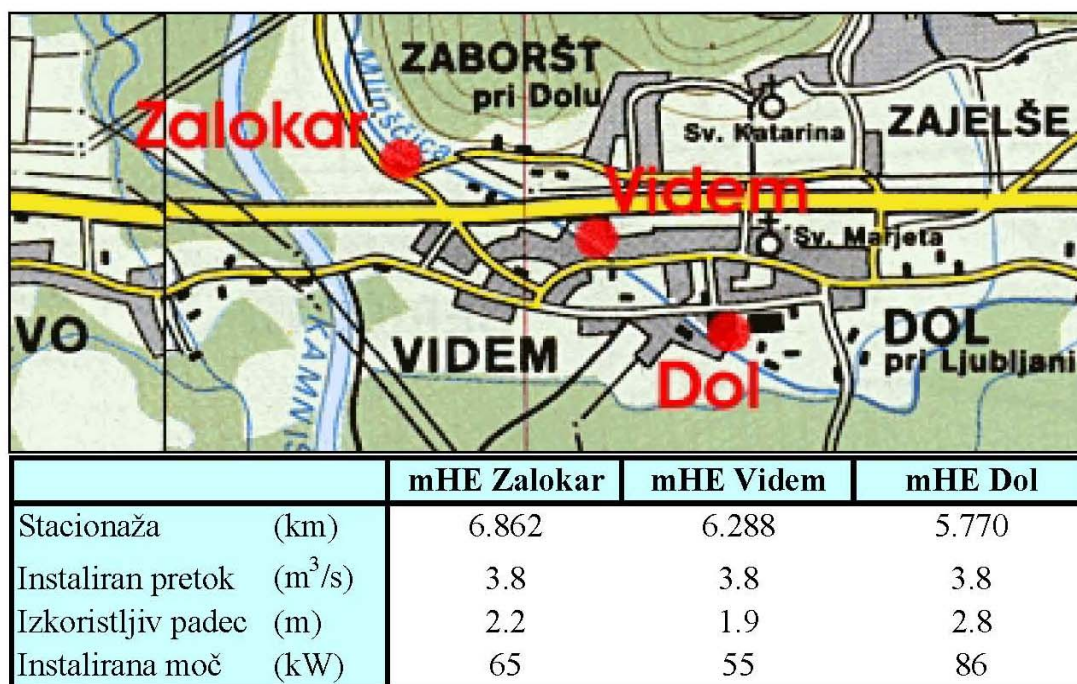 ZABORŠT
pri Dolu
Mlinščica
Zalokar
Sv. Katarina
ZAJELŠE
Videm
Sv. Marjeta
VO
KAMNIS
VIDEM
DOL
pri Ljubljani
Dol
mHE Zalokar mHE Videm mHE Dol
Stacionaža (km) 6.862 6.288 5.770
Instaliran pretok (m³/s) 3.8 3.8 3.8
Izkoristljiv padec (m) 2.2 1.9 2.8
Instalirana moč (kW) 65 55 86